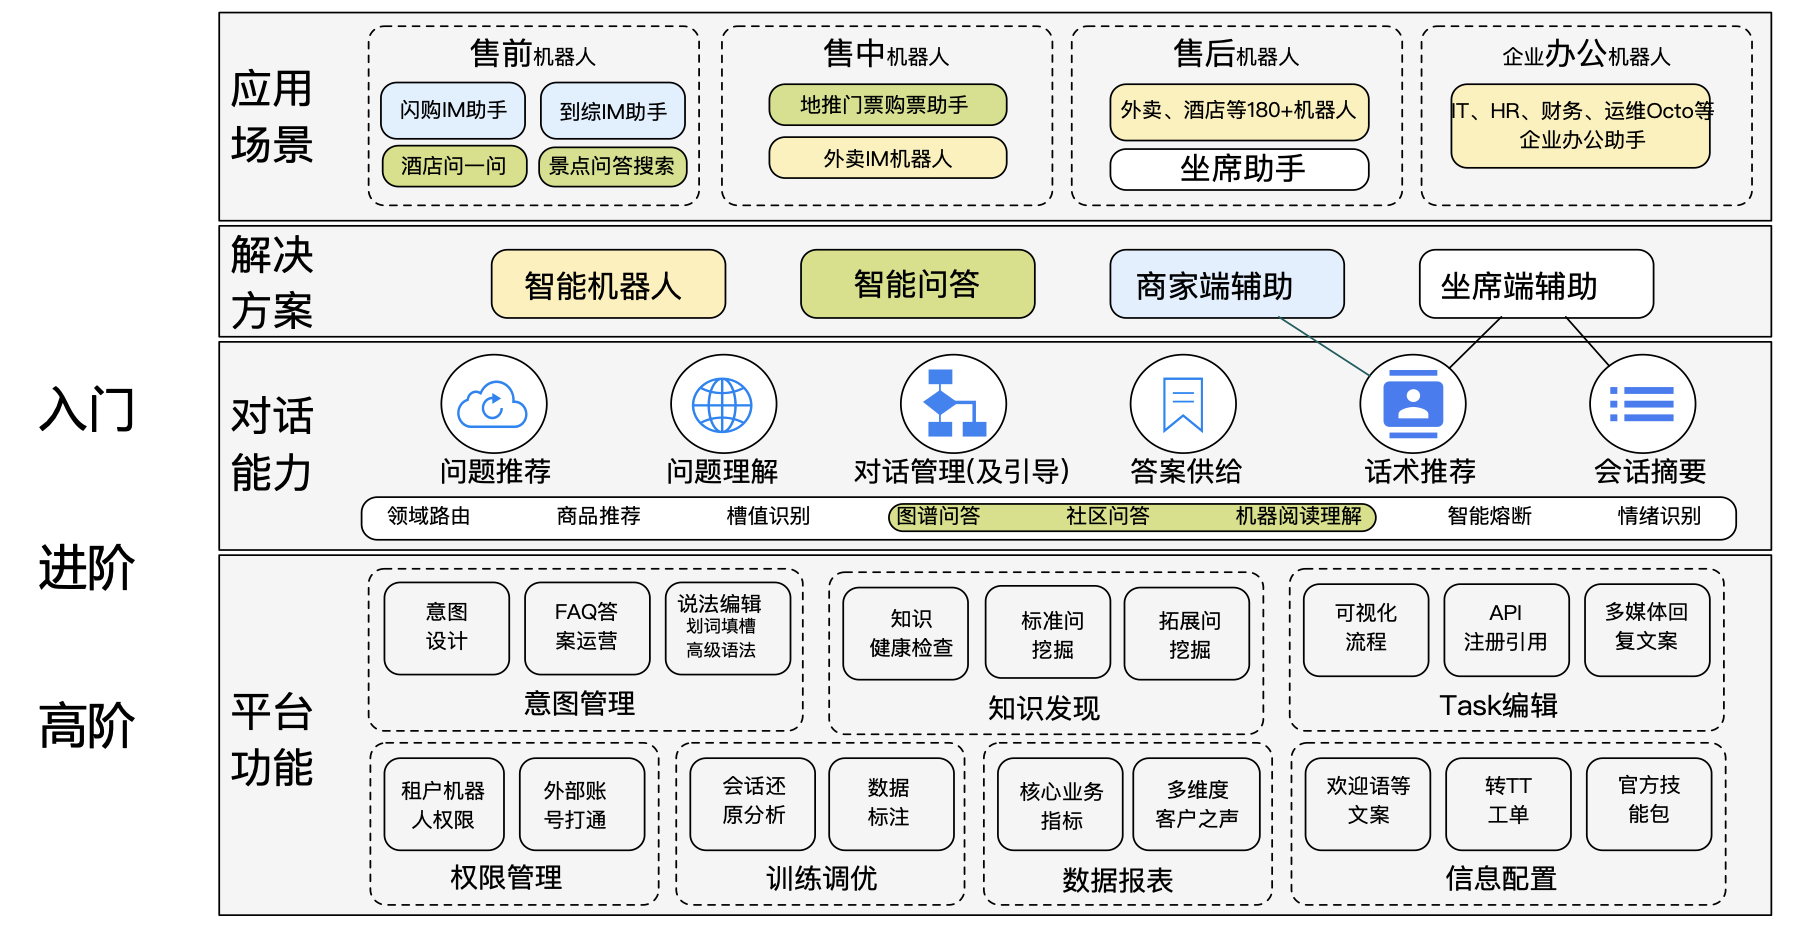 应用
场景
售前机器人
闪购IM助手
到综IM助手
酒店问一问
景点问答搜索
售中机器人
地推门票购票助手
外卖IM机器人
售后机器人
外卖、酒店等180+机器人
坐席助手
企业办公机器人
IT、HR、财务、运维Octo等
企业办公助手
解决
方案
智能机器人
智能问答
商家端辅助
坐席端辅助
入门
进阶
高阶
对话
能力
问题推荐
问题理解
对话管理(及引导)
答案供给
话术推荐
会话摘要
领域路由
商品推荐
槽值识别
图谱问答
社区问答
机器阅读理解
智能熔断
情绪识别
平台
功能
意图
设计
FAQ答
案运营
说法编辑
划词填槽
高级语法
意图管理
知识
健康检查
标准问
挖掘
拓展问
挖掘
知识发现
可视化
流程
API
注册引用
多媒体回
复文案
Task编辑
租户机器
人权限
外部账
号打通
权限管理
会话还
原分析
数据
标注
训练调优
核心业务
指标
多维度
客户之声
数据报表
欢迎语等
文案
转TT
工单
官方技
能包
信息配置